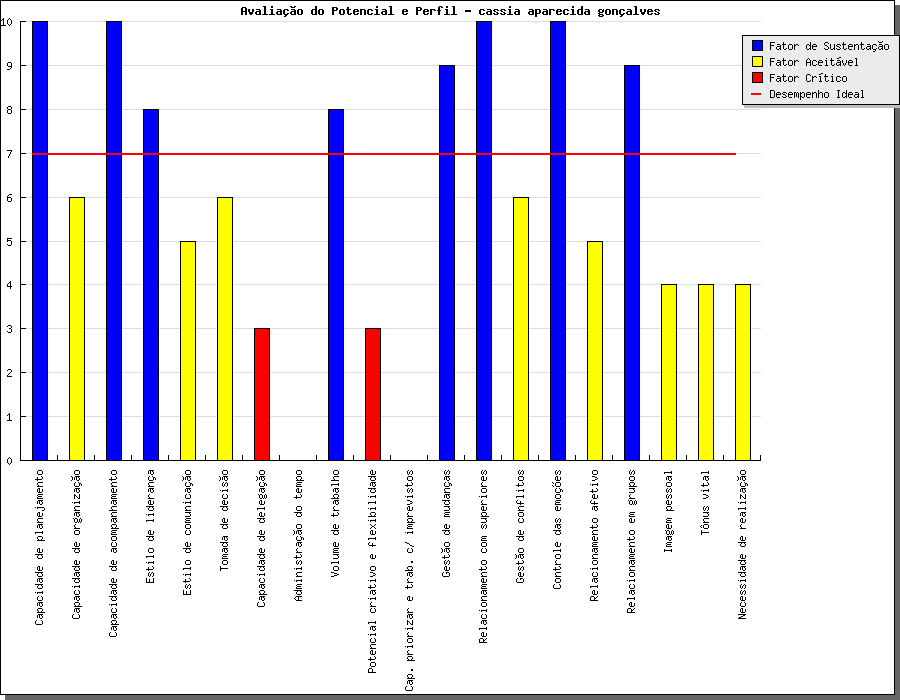 Avaliação do Potencial e Perfil - cassia aparecida gonçalves
Fator de Sustentação
Fator Aceitável
Fator Crítico
Desempenho Ideal
10
9
8
7
6
5
4
3
2
1
0
Capacidade de planejamento
Capacidade de organização
Capacidade de acompanhamento
Estilo de liderança
Estilo de comunicação
Tomada de decisão
Capacidade de delegação
Administração do tempo
Volume de trabalho
Potencial criativo e flexibilidade
Cap. priorizar e trab. c/ imprevistos
Gestão de mudanças
Relacionamento com superiores
Gestão de conflitos
Controle das emoções
Relacionamento afetivo
Relacionamento em grupos
Imagem pessoal
Tônus vital
Necessidade de realização